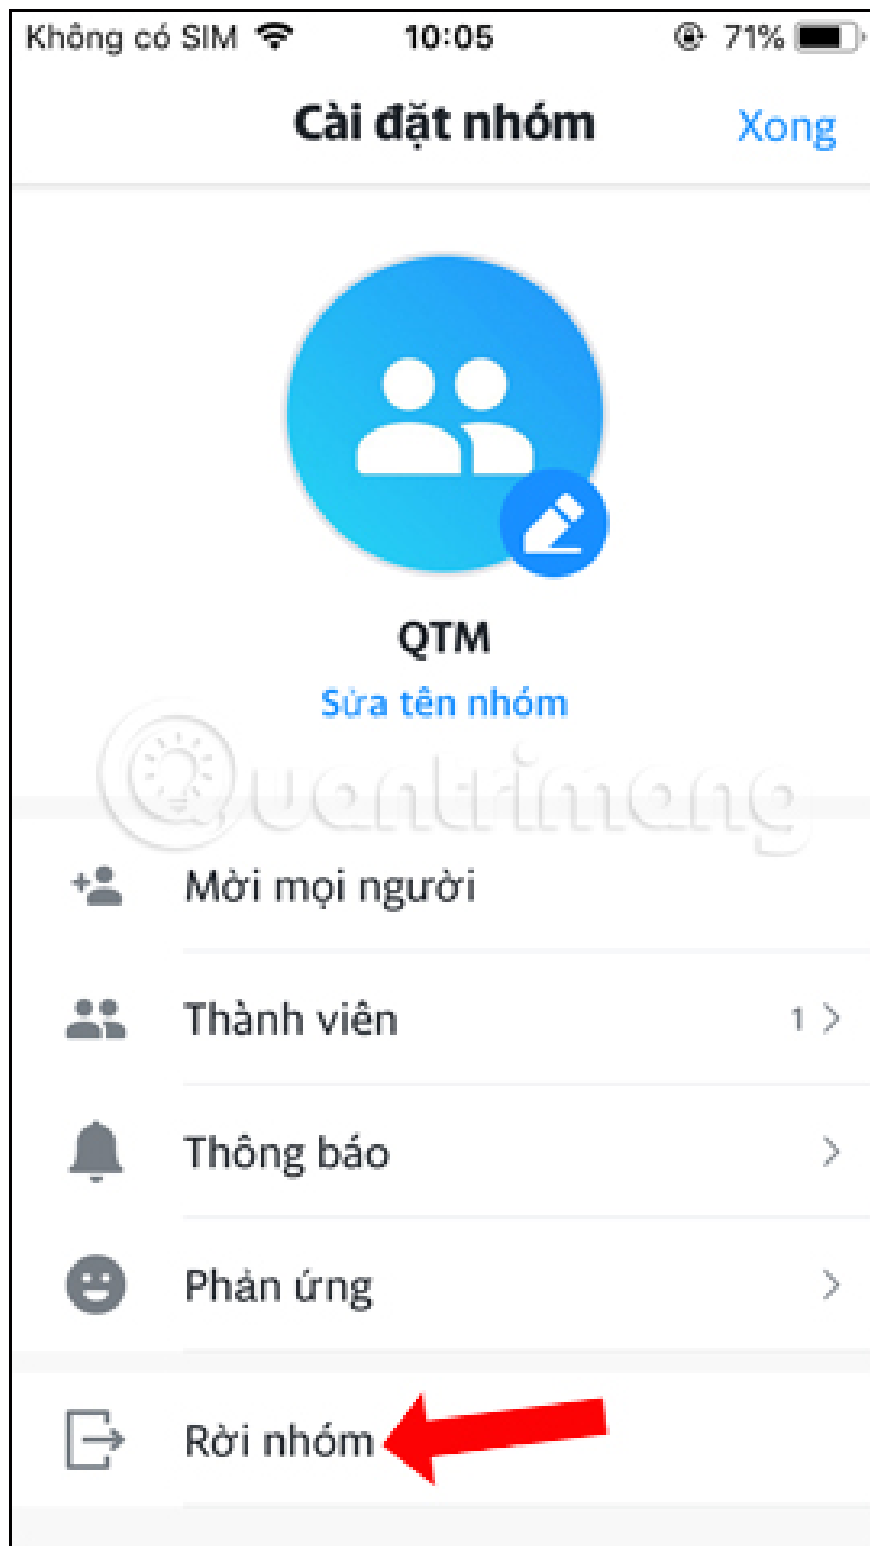 Không có SIM 10:05 71%
Cài đặt nhóm Xong
QTM
Sửa tên nhóm
Quantrimang
Mời mọi người
Thành viên 1
Thông báo
Phản ứng
Rời nhóm